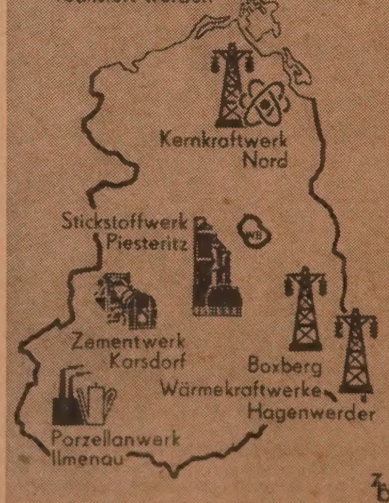 Kernkraftwerk
Nord
Stickstoffwerk
Piesteritz
WB
Zementwerk
Karsdorf
Boxberg
Wärmekraftwerke
Hagenwerder
Porzellanwerk
Ilmenau